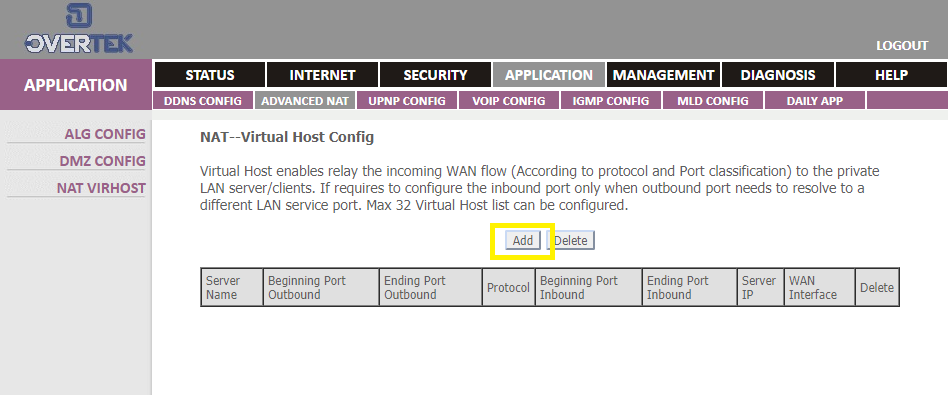 OVERTEK
LOGOUT
APPLICATION
STATUS INTERNET SECURITY APPLICATION MANAGEMENT DIAGNOSIS HELP
DDNS CONFIG ADVANCED NAT UPNP CONFIG VOIP CONFIG IGMP CONFIG MLD CONFIG DAILY APP
ALG CONFIG
DMZ CONFIG
NAT VIRHOST
NAT--Virtual Host Config
Virtual Host enables relay the incoming WAN flow (According to protocol and Port classification) to the private
LAN server/clients. If requires to configure the inbound port only when outbound port needs to resolve to a
different LAN service port. Max 32 Virtual Host list can be configured.
Add Delete
Server Name Beginning Port Outbound Ending Port Outbound Protocol Beginning Port Inbound Ending Port Inbound Server IP WAN Interface Delete